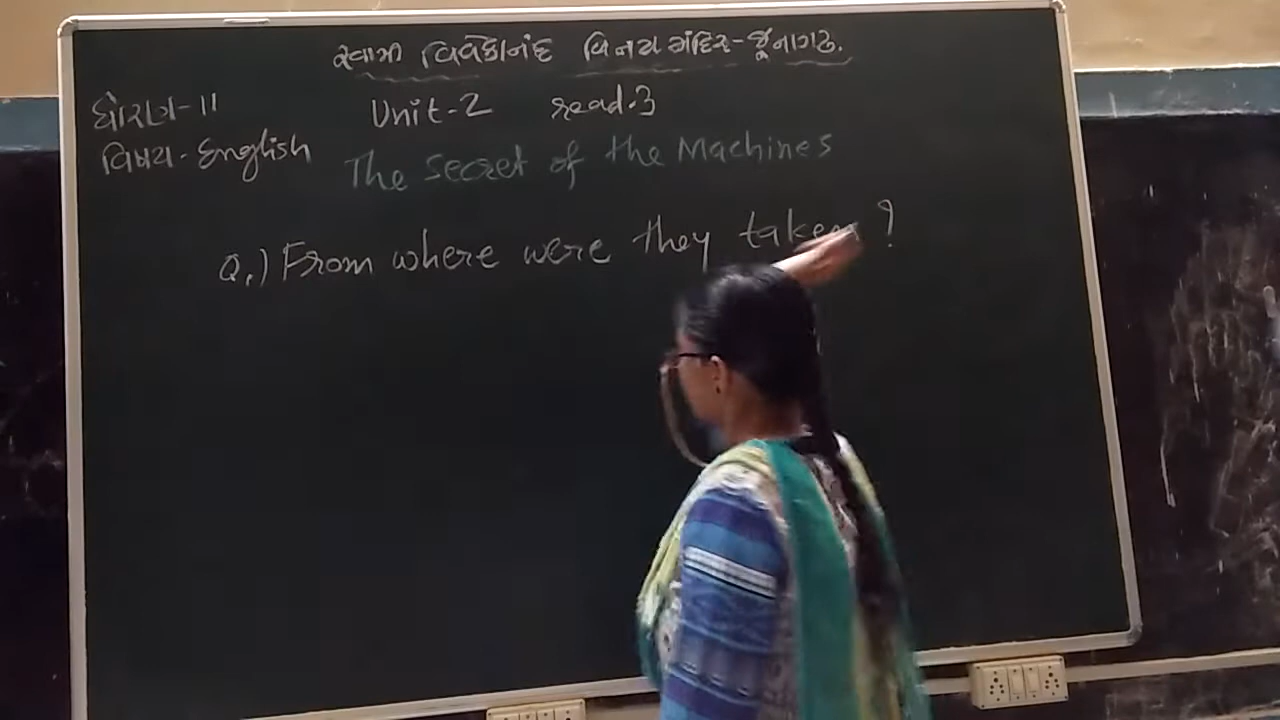 સ્વામી વિવેકાનંદ વિનય મંદિર-જૂનાગઢ.
ધોરણ-11 Unit-2 read.3
વિષય-English The Secret of the Machines
Q.) From where were they taken ?